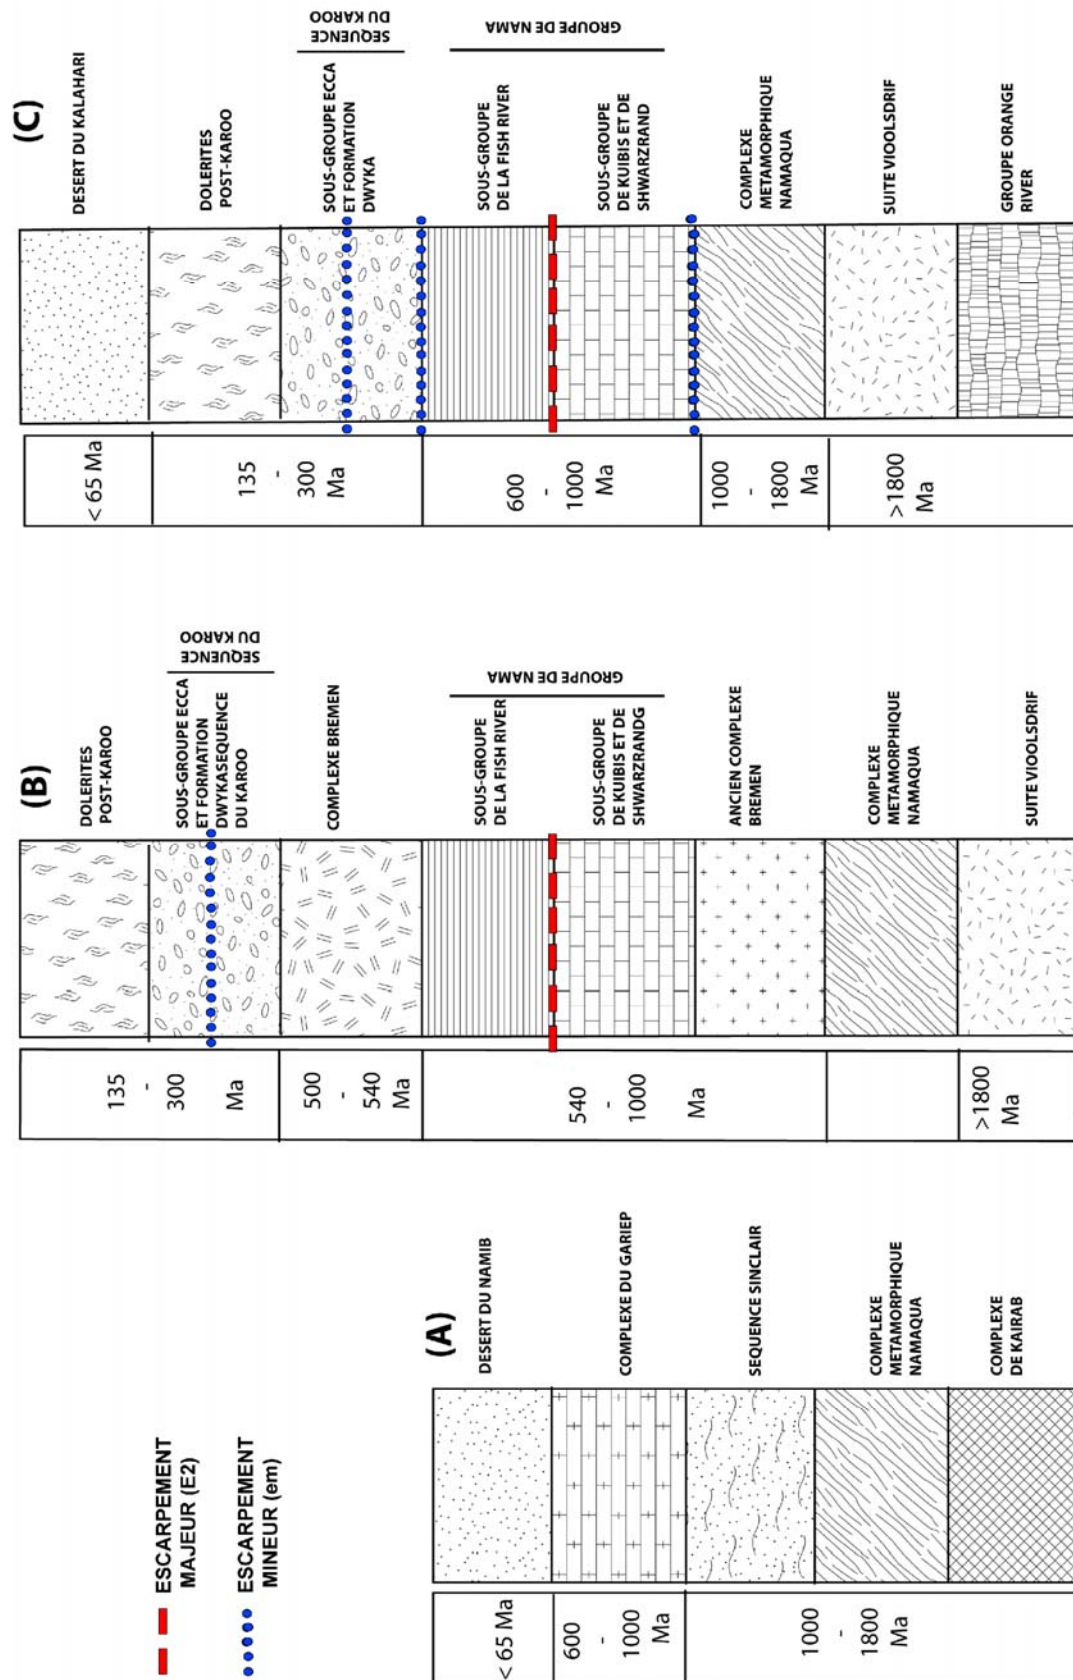 (A)
DESERT DU NAMIB
COMPLEXE DU GARIEP
SEQUENCE SINCLAIR
COMPLEXE
METAMORPHIQUE
NAMAQUA
COMPLEXE
DE KAIRAB
< 65 Ma
600
-
1000
Ma
1000
-
1800
Ma
ESCARPEMENT
MAJEUR (E2)
ESCARPEMENT
MINEUR (em)
(B)
DOLERITES
POST-KAROO
SOUS-GROUPE ECCA
ET FORMATION
DWYKASEQUENCE
DU KAROO
SEQUENCE
DU KAROO
COMPLEXE BREMEN
SOUS-GROUPE
DE LA FISH RIVER
SOUS-GROUPE
DE KUIBIS ET DE
SHWARZRANDG
GROUPE DE NAMA
ANCIEN COMPLEXE
BREMEN
COMPLEXE
METAMORPHIQUE
NAMAQUA
SUITE VIOOLSDRIF
135
-
300
Ma
500
-
540
Ma
540
-
1000
Ma
>1800
Ma
(C)
DESERT DU KALAHARI
DOLERITES
POST-KAROO
SOUS-GROUPE ECCA
ET FORMATION
DWYKA
SEQUENCE
DU KAROO
SOUS-GROUPE
DE LA FISH RIVER
SOUS-GROUPE
DE KUIBIS ET DE
SHWARZRAND
GROUPE DE NAMA
COMPLEXE
METAMORPHIQUE
NAMAQUA
SUITE VIOOLSDRIF
GROUPE ORANGE
RIVER
< 65 Ma
135
-
300
Ma
600
-
1000
Ma
1000
-
1800
Ma
>1800
Ma